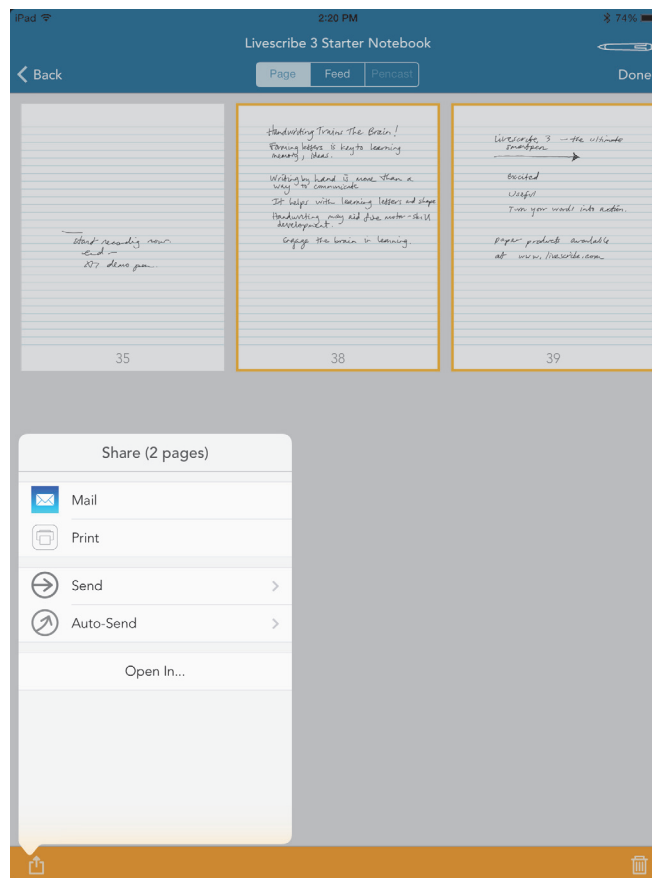 iPad 2:20 PM 74%
Livescribe 3 Starter Notebook
Back Page Feed Pencast Done
Start recording now
end –
demo pen
35
Handwriting Trains The Brain!
Forming letters is key to learning
memory, ideas.
Writing by hand is more than a
way to communicate
It helps with learning letters and shape
Handwriting may aid fine motor-skill
development.
Engage the brain in learning.
38
Livescribe 3 – the ultimate
smartpen
Excited
Useful
Turn your words into action.
paper products available
at www.livescribe.com
39
Share (2 pages)
Mail
Print
Send
Auto-Send
Open In...